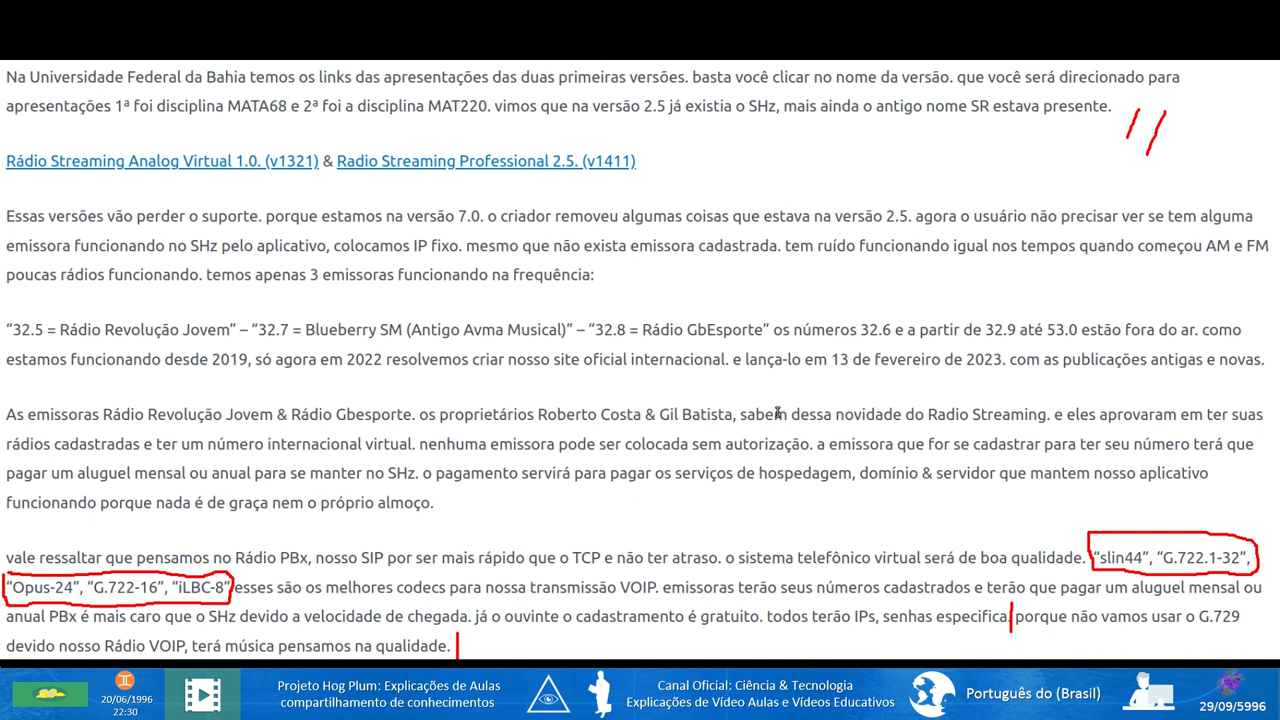 Na Universidade Federal da Bahia temos os links das apresentações das duas primeiras versões. basta você clicar no nome da versão. que você será direcionado para
apresentações 1ª foi disciplina MATA68 e 2ª foi a disciplina MAT220. vimos que na versão 2.5 já existia o SHz, mais ainda o antigo nome SR estava presente.
Rádio Streaming Analog Virtual 1.0. (v1321) & Radio Streaming Professional 2.5. (v1411)
Essas versões vão perder o suporte. porque estamos na versão 7.0. o criador removeu algumas coisas que estava na versão 2.5. agora o usuário não precisar ver se tem alguma
emissora funcionando no SHz pelo aplicativo, colocamos IP fixo. mesmo que não exista emissora cadastrada. tem ruído funcionando igual nos tempos quando começou AM e FM
poucas rádios funcionando. temos apenas 3 emissoras funcionando na frequência:
“32.5 = Rádio Revolução Jovem” – “32.7 = Blueberry SM (Antigo Avma Musical)” – “32.8 = Rádio GbEsporte” os números 32.6 e a partir de 32.9 até 53.0 estão fora do ar. como
estamos funcionando desde 2019, só agora em 2022 resolvemos criar nosso site oficial internacional. e lança-lo em 13 de fevereiro de 2023. com as publicações antigas e novas.
As emissoras Rádio Revolução Jovem & Rádio Gbesporte. os proprietários Roberto Costa & Gil Batista, sabem dessa novidade do Radio Streaming. e eles aprovaram em ter suas
rádios cadastradas e ter um número internacional virtual. nenhuma emissora pode ser colocada sem autorização. a emissora que for se cadastrar para ter seu número terá que
pagar um aluguel mensal ou anual para se manter no SHz. o pagamento servirá para pagar os serviços de hospedagem, domínio & servidor que mantem nosso aplicativo
funcionando porque nada é de graça nem o próprio almoço.
vale ressaltar que pensamos no Rádio PBx, nosso SIP por ser mais rápido que o TCP e não ter atraso. o sistema telefônico virtual será de boa qualidade. “slin44”, “G.722.1-32”,
“Opus-24”, “G.722-16”, “iLBC-8” esses são os melhores codecs para nossa transmissão VOIP. emissoras terão seus números cadastrados e terão que pagar um aluguel mensal ou
anual PBx é mais caro que o SHz devido a velocidade de chegada. já o ouvinte o cadastramento é gratuito. todos terão IPs, senhas especifica. porque não vamos usar o G.729
devido nosso Rádio VOIP, terá música pensamos na qualidade.
20/06/1996
22:30
Projeto Hog Plum: Explicações de Aulas
compartilhamento de conhecimentos
Canal Oficial: Ciência & Tecnologia
Explicações de Vídeo Aulas e Vídeos Educativos
Português do (Brasil)
29/09/5996